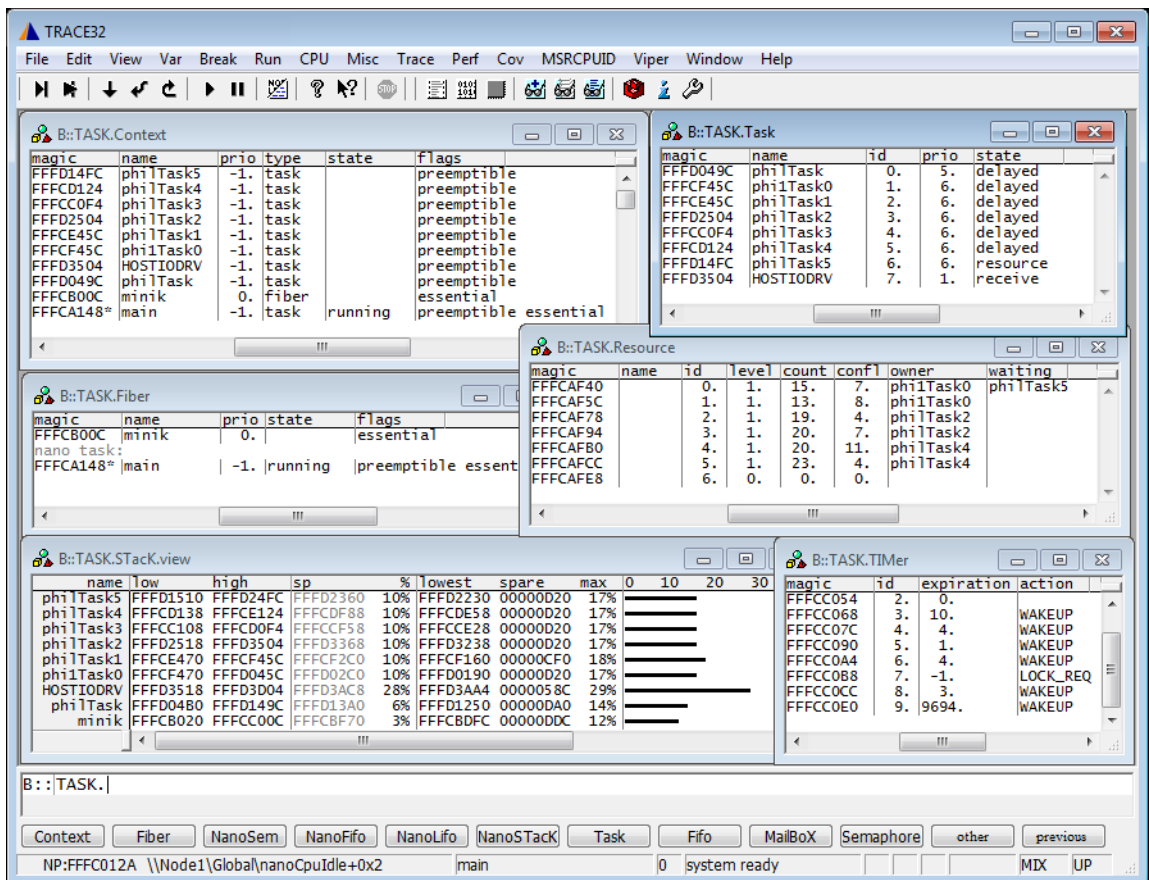 TRACE32
File Edit View Var Break Run CPU Misc Trace Perf Cov MSRCPUID Viper Window Help
B::TASK.Context
magic name prio type state flags
FFFD14FC philTask5 -1. task preemptible
FFFCD124 philTask4 -1. task preemptible
FFFCC0F4 philTask3 -1. task preemptible
FFFD2504 philTask2 -1. task preemptible
FFFCE45C philTask1 -1. task preemptible
FFFCF45C phi1Task0 -1. task preemptible
FFFD3504 HOSTIODRV -1. task preemptible
FFFD049C philTask -1. task preemptible
FFFCB00C minik 0. fiber essential
FFFCA148* main -1. task running preemptible essential
B::TASK.Task
magic name id prio state
FFFD049C philTask 0. 5. delayed
FFFCF45C phi1Task0 1. 6. delayed
FFFCE45C philTask1 2. 6. delayed
FFFD2504 philTask2 3. 6. delayed
FFFCC0F4 philTask3 4. 6. delayed
FFFCD124 philTask4 5. 6. delayed
FFFD14FC philTask5 6. 6. resource
FFFD3504 HOSTIODRV 7. 1. receive
B::TASK.Resource
magic name id level count confl owner waiting
FFFCAF40 0. 1. 15. 7. phi1Task0 philTask5
FFFCAF5C 1. 1. 13. 8. phi1Task0
FFFCAF78 2. 1. 19. 4. philTask2
FFFCAF94 3. 1. 20. 7. philTask2
FFFCAFB0 4. 1. 20. 11. philTask4
FFFCAFCC 5. 1. 23. 4. philTask4
FFFCAFE8 6. 0. 0. 0.
B::TASK.Fiber
magic name prio state flags
FFFCB00C minik 0. essential
nano task:
FFFCA148* main -1. running preemptible essent
B::TASK.STacK.view
name low high sp % lowest spare max 0 10 20 30
philTask5 FFFD1510 FFFD24FC FFFD2360 10% FFFD2230 00000D20 17%
philTask4 FFFCD138 FFFCE124 FFFCDF88 10% FFFCDE58 00000D20 17%
philTask3 FFFCC108 FFFCD0F4 FFFCCF58 10% FFFCCE28 00000D20 17%
philTask2 FFFD2518 FFFD3504 FFFD3368 10% FFFD3238 00000D20 17%
philTask1 FFFCE470 FFFCF45C FFFCF2C0 10% FFFCF160 00000CF0 18%
phi1Task0 FFFCF470 FFFD045C FFFD02C0 10% FFFD0190 00000D20 17%
HOSTIODRV FFFD3518 FFFD3D04 FFFD3AC8 28% FFFD3AA4 0000058C 29%
philTask FFFD04B0 FFFD149C FFFD13A0 6% FFFD1250 00000DA0 14%
minik FFFCB020 FFFCC00C FFFCBF70 3% FFFCBDFC 00000DDC 12%
B::TASK.TIMer
magic id expiration action
FFFCC054 2. 0.
FFFCC068 3. 10. WAKEUP
FFFCC07C 4. 4. WAKEUP
FFFCC090 5. 1. WAKEUP
FFFCC0A4 6. 4. WAKEUP
FFFCC0B8 7. -1. LOCK_REQ
FFFCC0CC 8. 3. WAKEUP
FFFCC0E0 9. 9694. WAKEUP
B::TASK.
Context Fiber NanoSem NanoFifo NanoLifo NanoSTacK Task Fifo MailBoX Semaphore other previous
NP:FFFC012A \\Node1\Global\nanoCpuIdle+0x2 main 0 system ready MIX UP